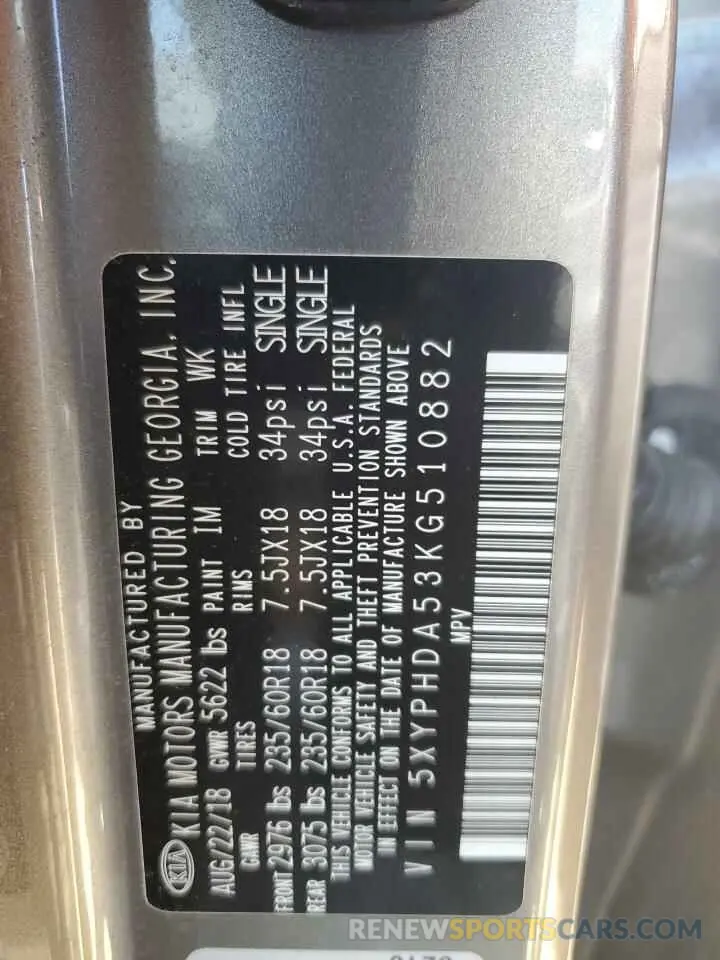 MANUFACTURED BY
KIA KIA MOTORS MANUFACTURING GEORGIA, INC.
AUG/22/18 GVWR 5622 lbs PAINT IM TRIM WK
GAWR TIRES RIMS COLD TIRE INFL
FRONT 2976 lbs 235/60R18 7.5JX18 34psi SINGLE
REAR 3075 lbs 235/60R18 7.5JX18 34psi SINGLE
THIS VEHICLE CONFORMS TO ALL APPLICABLE U.S.A. FEDERAL
MOTOR VEHICLE SAFETY AND THEFT PREVENTION STANDARDS
IN EFFECT ON THE DATE OF MANUFACTURE SHOWN ABOVE
VIN 5XYPHDA53KG510882
MPV
RENEWSPORTSCARS.COM